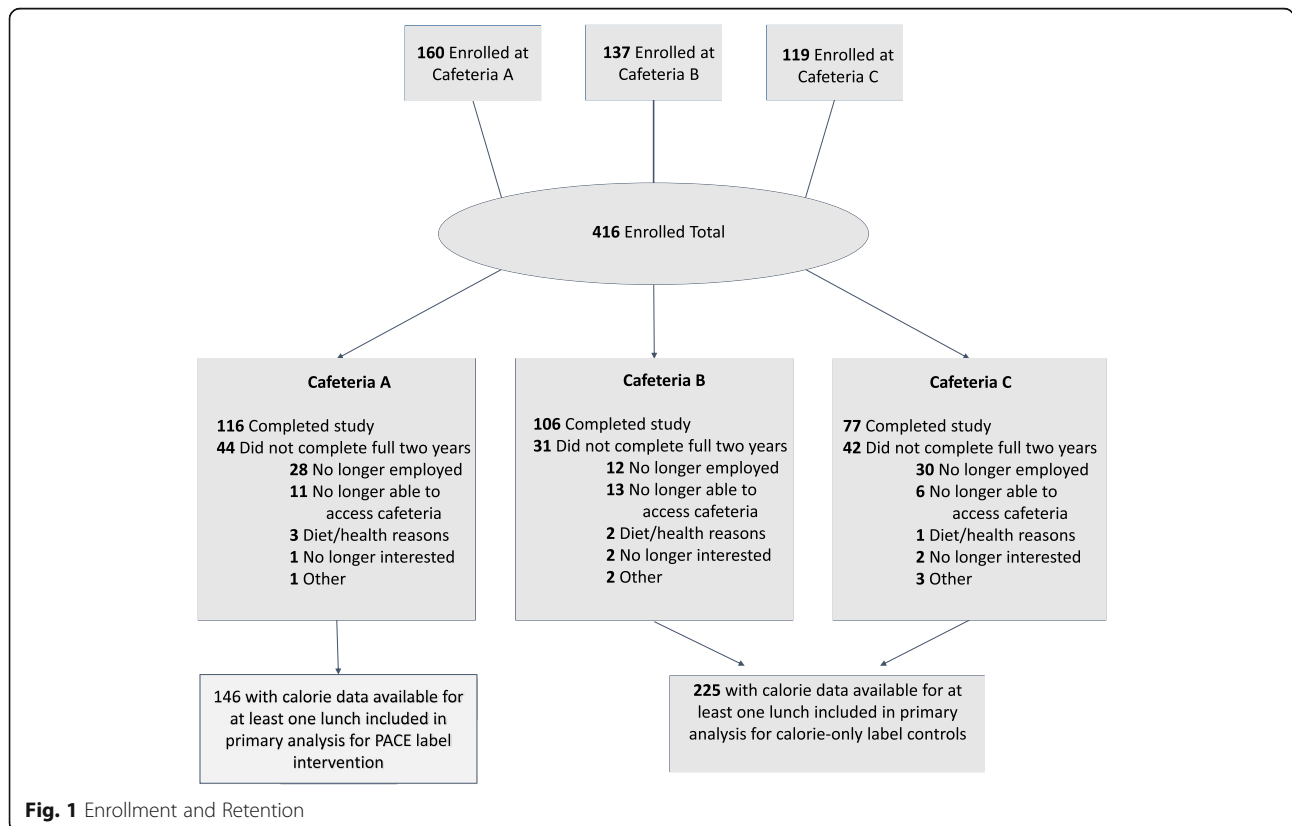 160 Enrolled at
Cafeteria A
137 Enrolled at
Cafeteria B
119 Enrolled at
Cafeteria C
416 Enrolled Total
Cafeteria A
116 Completed study
44 Did not complete full two years
28 No longer employed
11 No longer able to
access cafeteria
3 Diet/health reasons
1 No longer interested
1 Other
Cafeteria B
106 Completed study
31 Did not complete full two years
12 No longer employed
13 No longer able to
access cafeteria
2 Diet/health reasons
2 No longer interested
2 Other
Cafeteria C
77 Completed study
42 Did not complete full two years
30 No longer employed
6 No longer able to
access cafeteria
1 Diet/health reasons
2 No longer interested
3 Other
146 with calorie data available for
at least one lunch included in
primary analysis for PACE label
intervention
225 with calorie data available for at
least one lunch included in primary
analysis for calorie-only label controls
Fig. 1 Enrollment and Retention